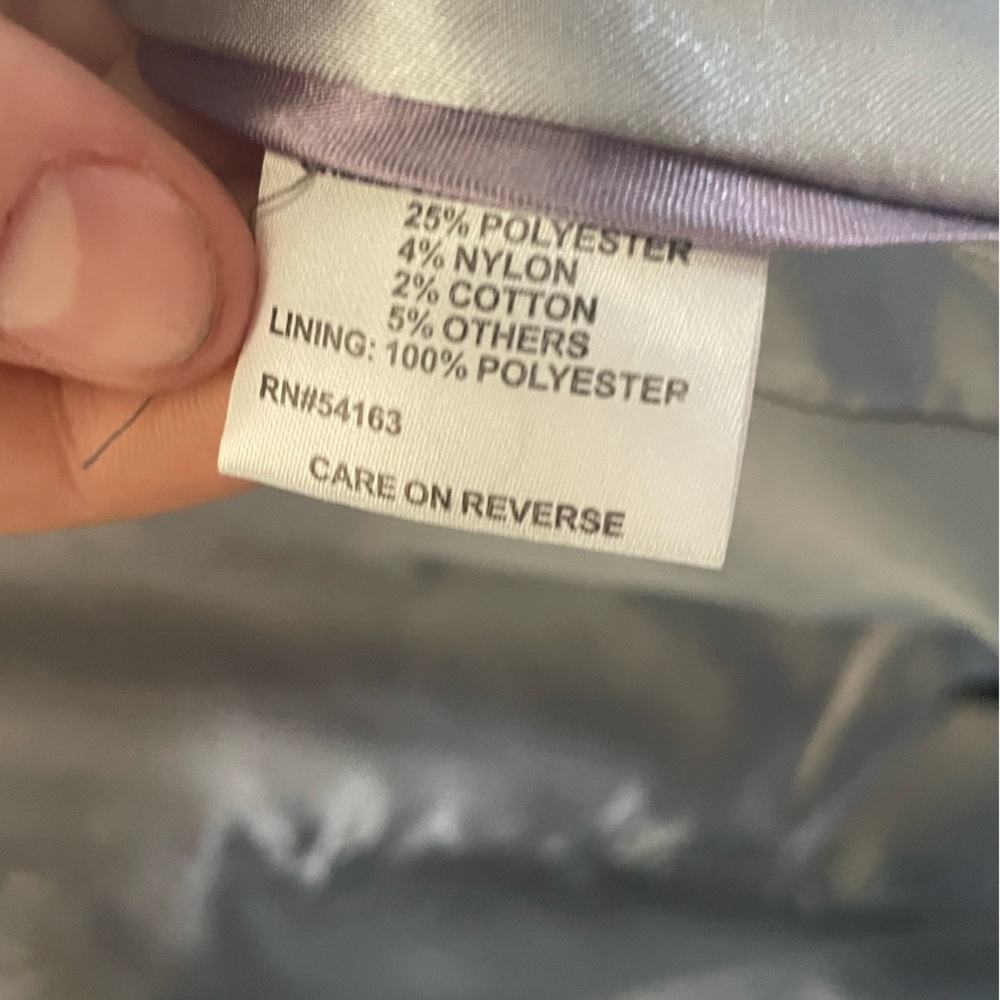 25% POLYESTER
4% NYLON
2% COTTON
5% OTHERS
LINING: 100% POLYESTER
RN#54163
CARE ON REVERSE